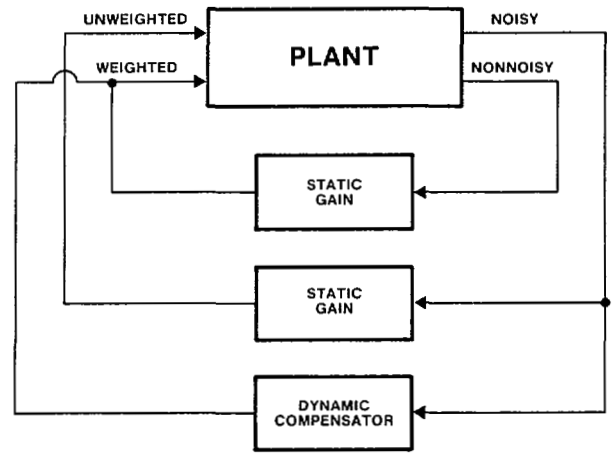 UNWEIGHTED
NOISY
PLANT
WEIGHTED
NONNOISY
STATIC
GAIN
STATIC
GAIN
DYNAMIC
COMPENSATOR